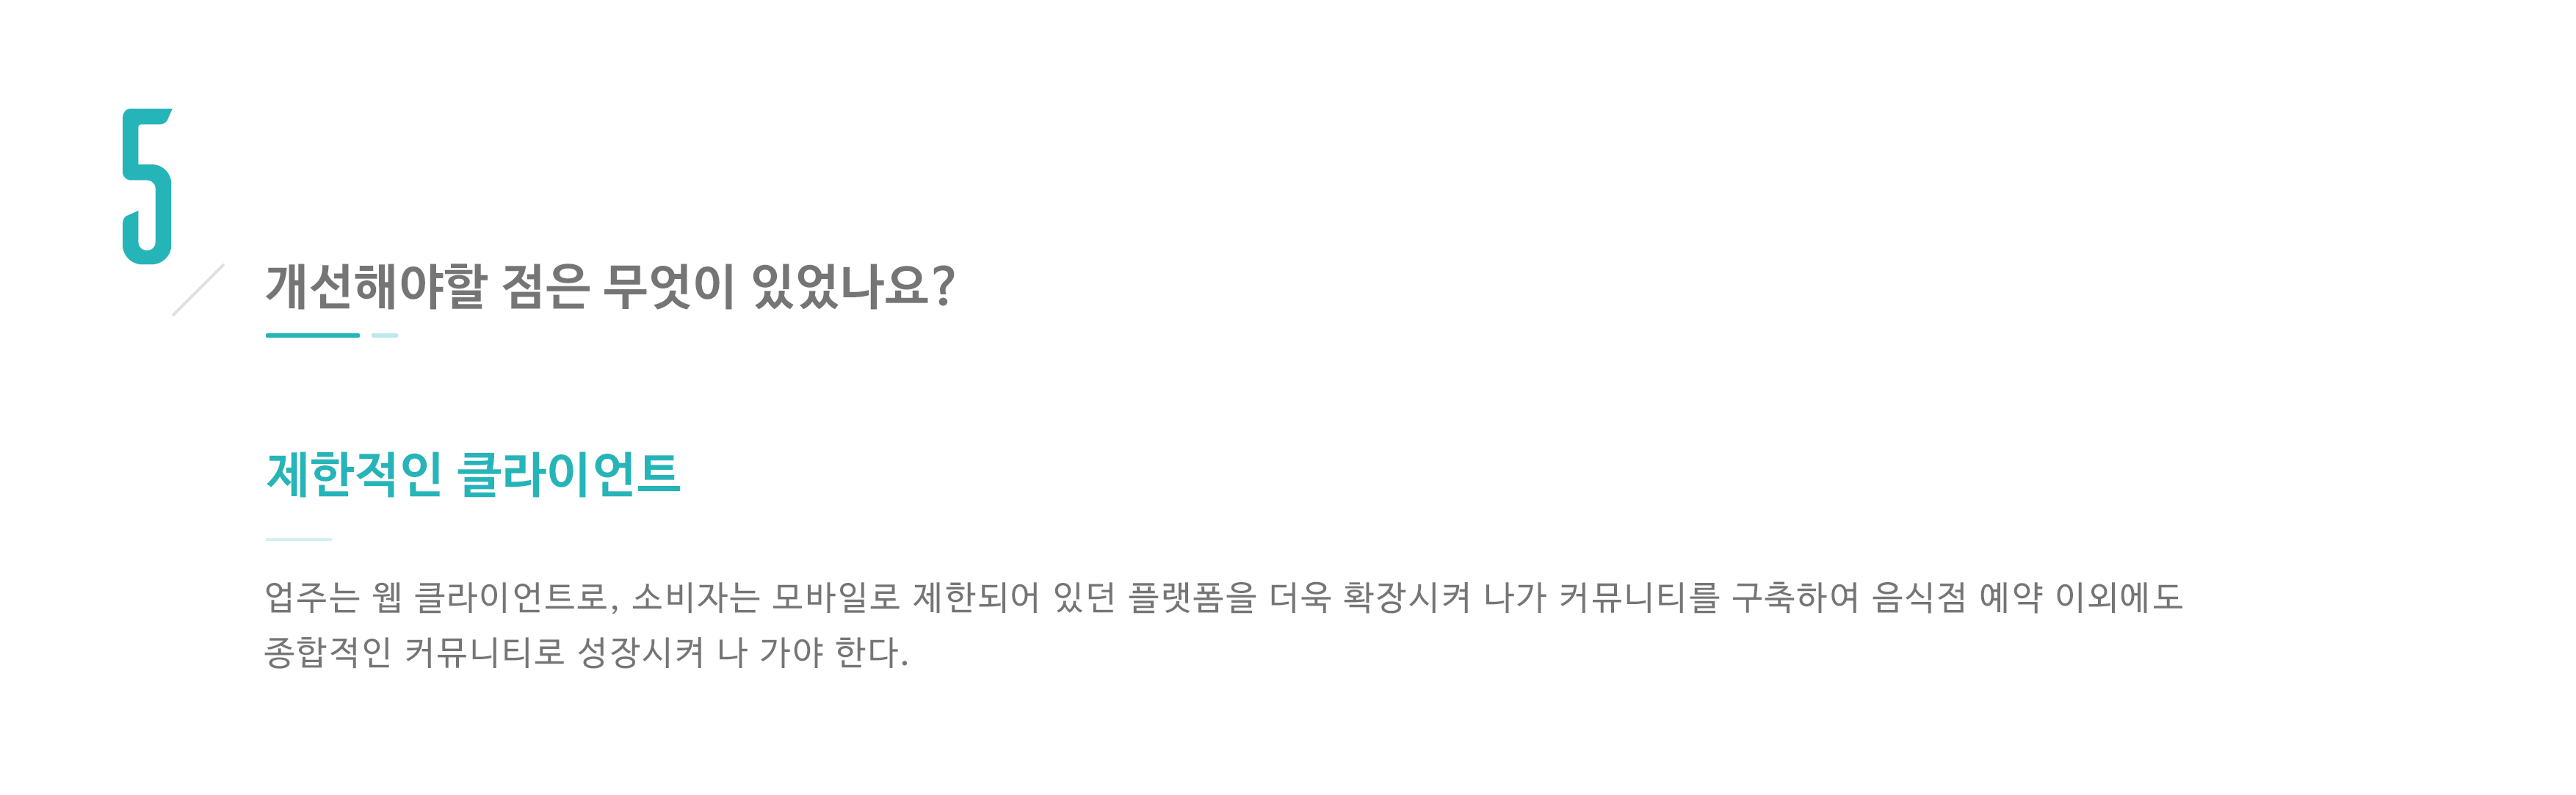 5
개선해야할 점은 무엇이 있었나요?
제한적인 클라이언트
업주는 웹 클라이언트로, 소비자는 모바일로 제한되어 있던 플랫폼을 더욱 확장시켜 나가 커뮤니티를 구축하여 음식점 예약 이외에도
종합적인 커뮤니티로 성장시켜 나 가야 한다.